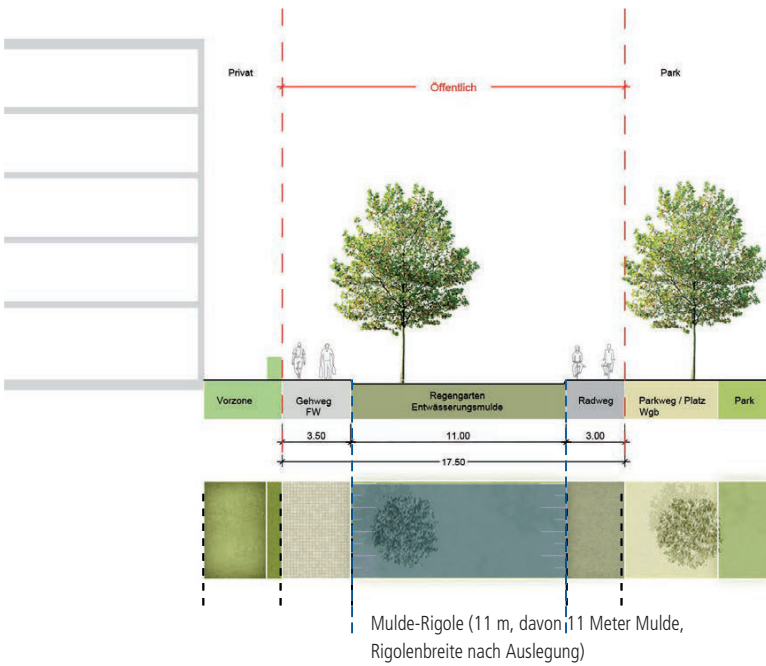 Privat
Öffentlich
Park
Vorzone
Gehweg
FW
Regengarten
Entwässerungsmulde
Radweg
Parkweg / Platz
Wgb
Park
3.50
11.00
3.00
17.50
Mulde-Rigole (11 m, davon 11 Meter Mulde,
Rigolenbreite nach Auslegung)